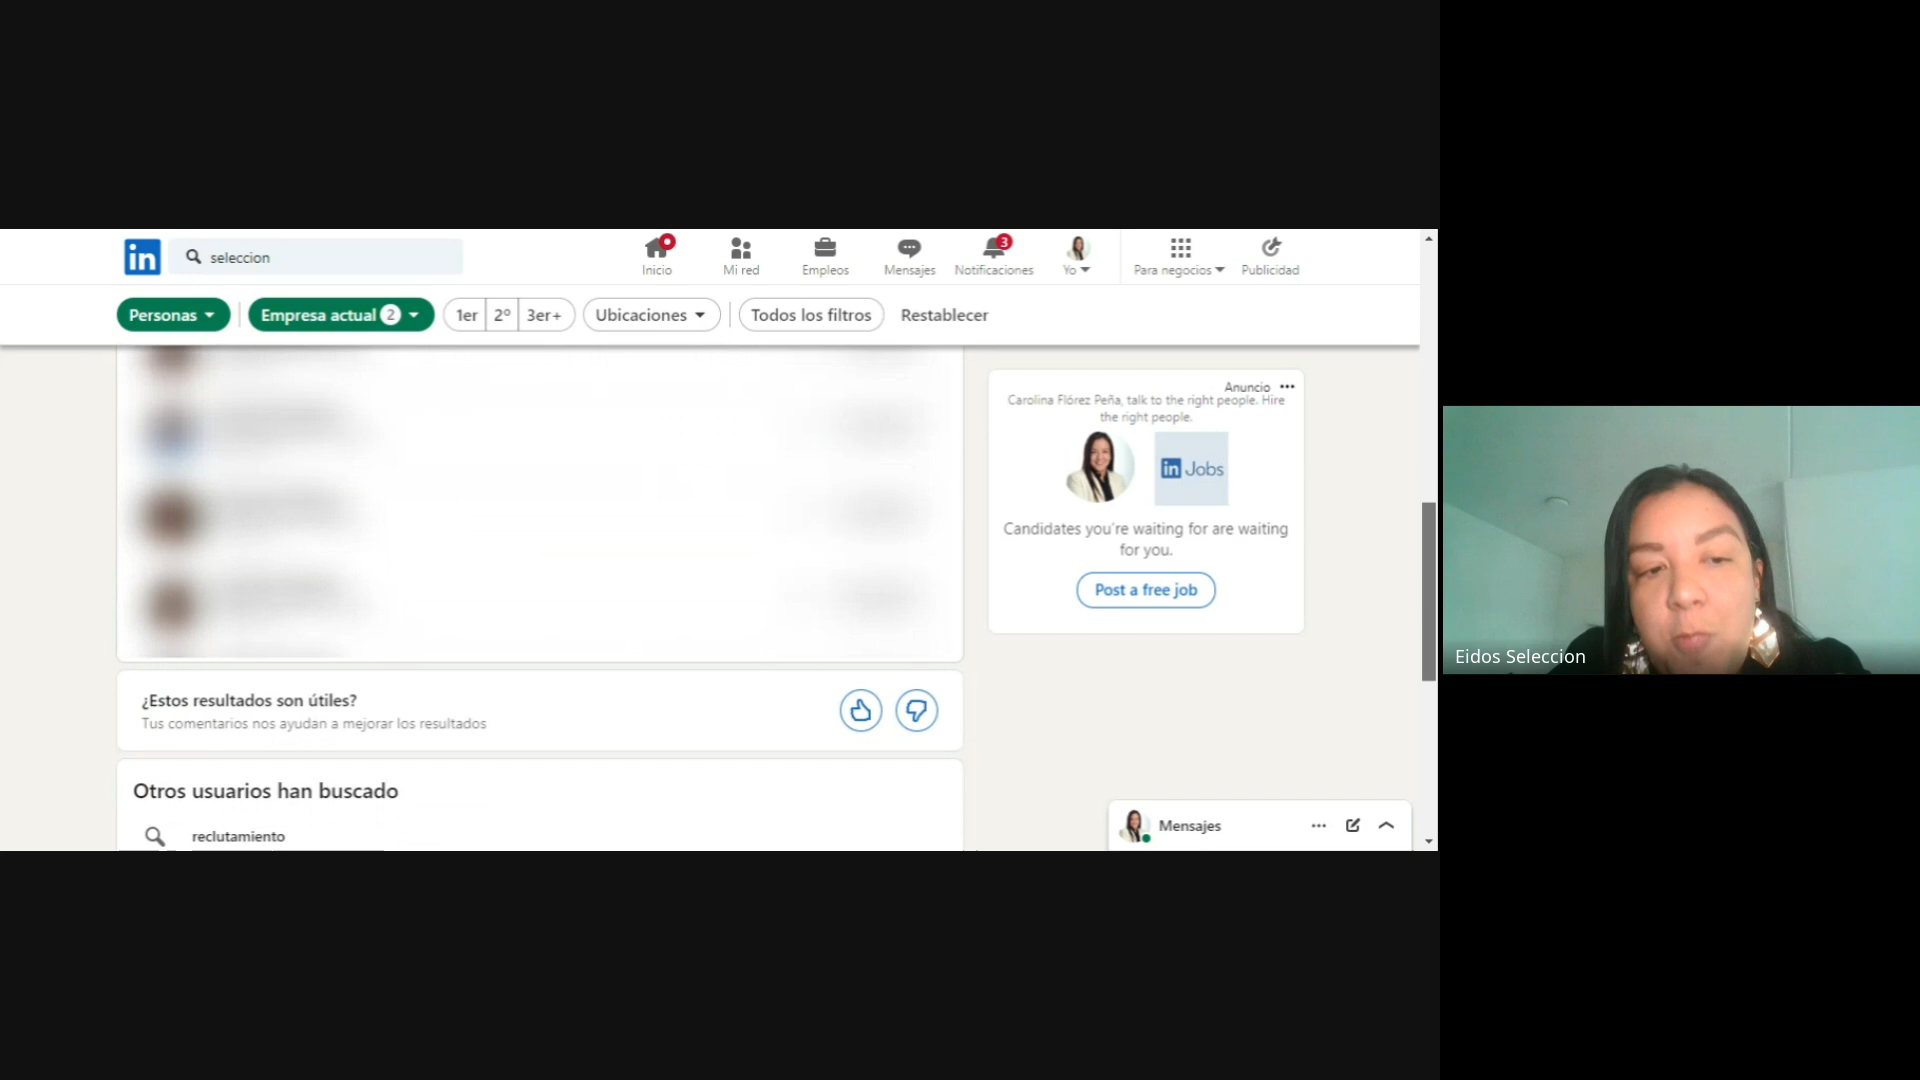 in
seleccion
Inicio
Mi red
Empleos
Mensajes
3
Notificaciones
Yo
Para negocios
Publicidad
Personas
Empresa actual 2
1er
2º
3er+
Ubicaciones
Todos los filtros
Restablecer
Anuncio
Carolina Flórez Peña, talk to the right people. Hire
the right people.
in Jobs
Candidates you're waiting for are waiting
for you.
Post a free job
Eidos Seleccion
¿Estos resultados son útiles?
Tus comentarios nos ayudan a mejorar los resultados
Otros usuarios han buscado
reclutamiento
Mensajes